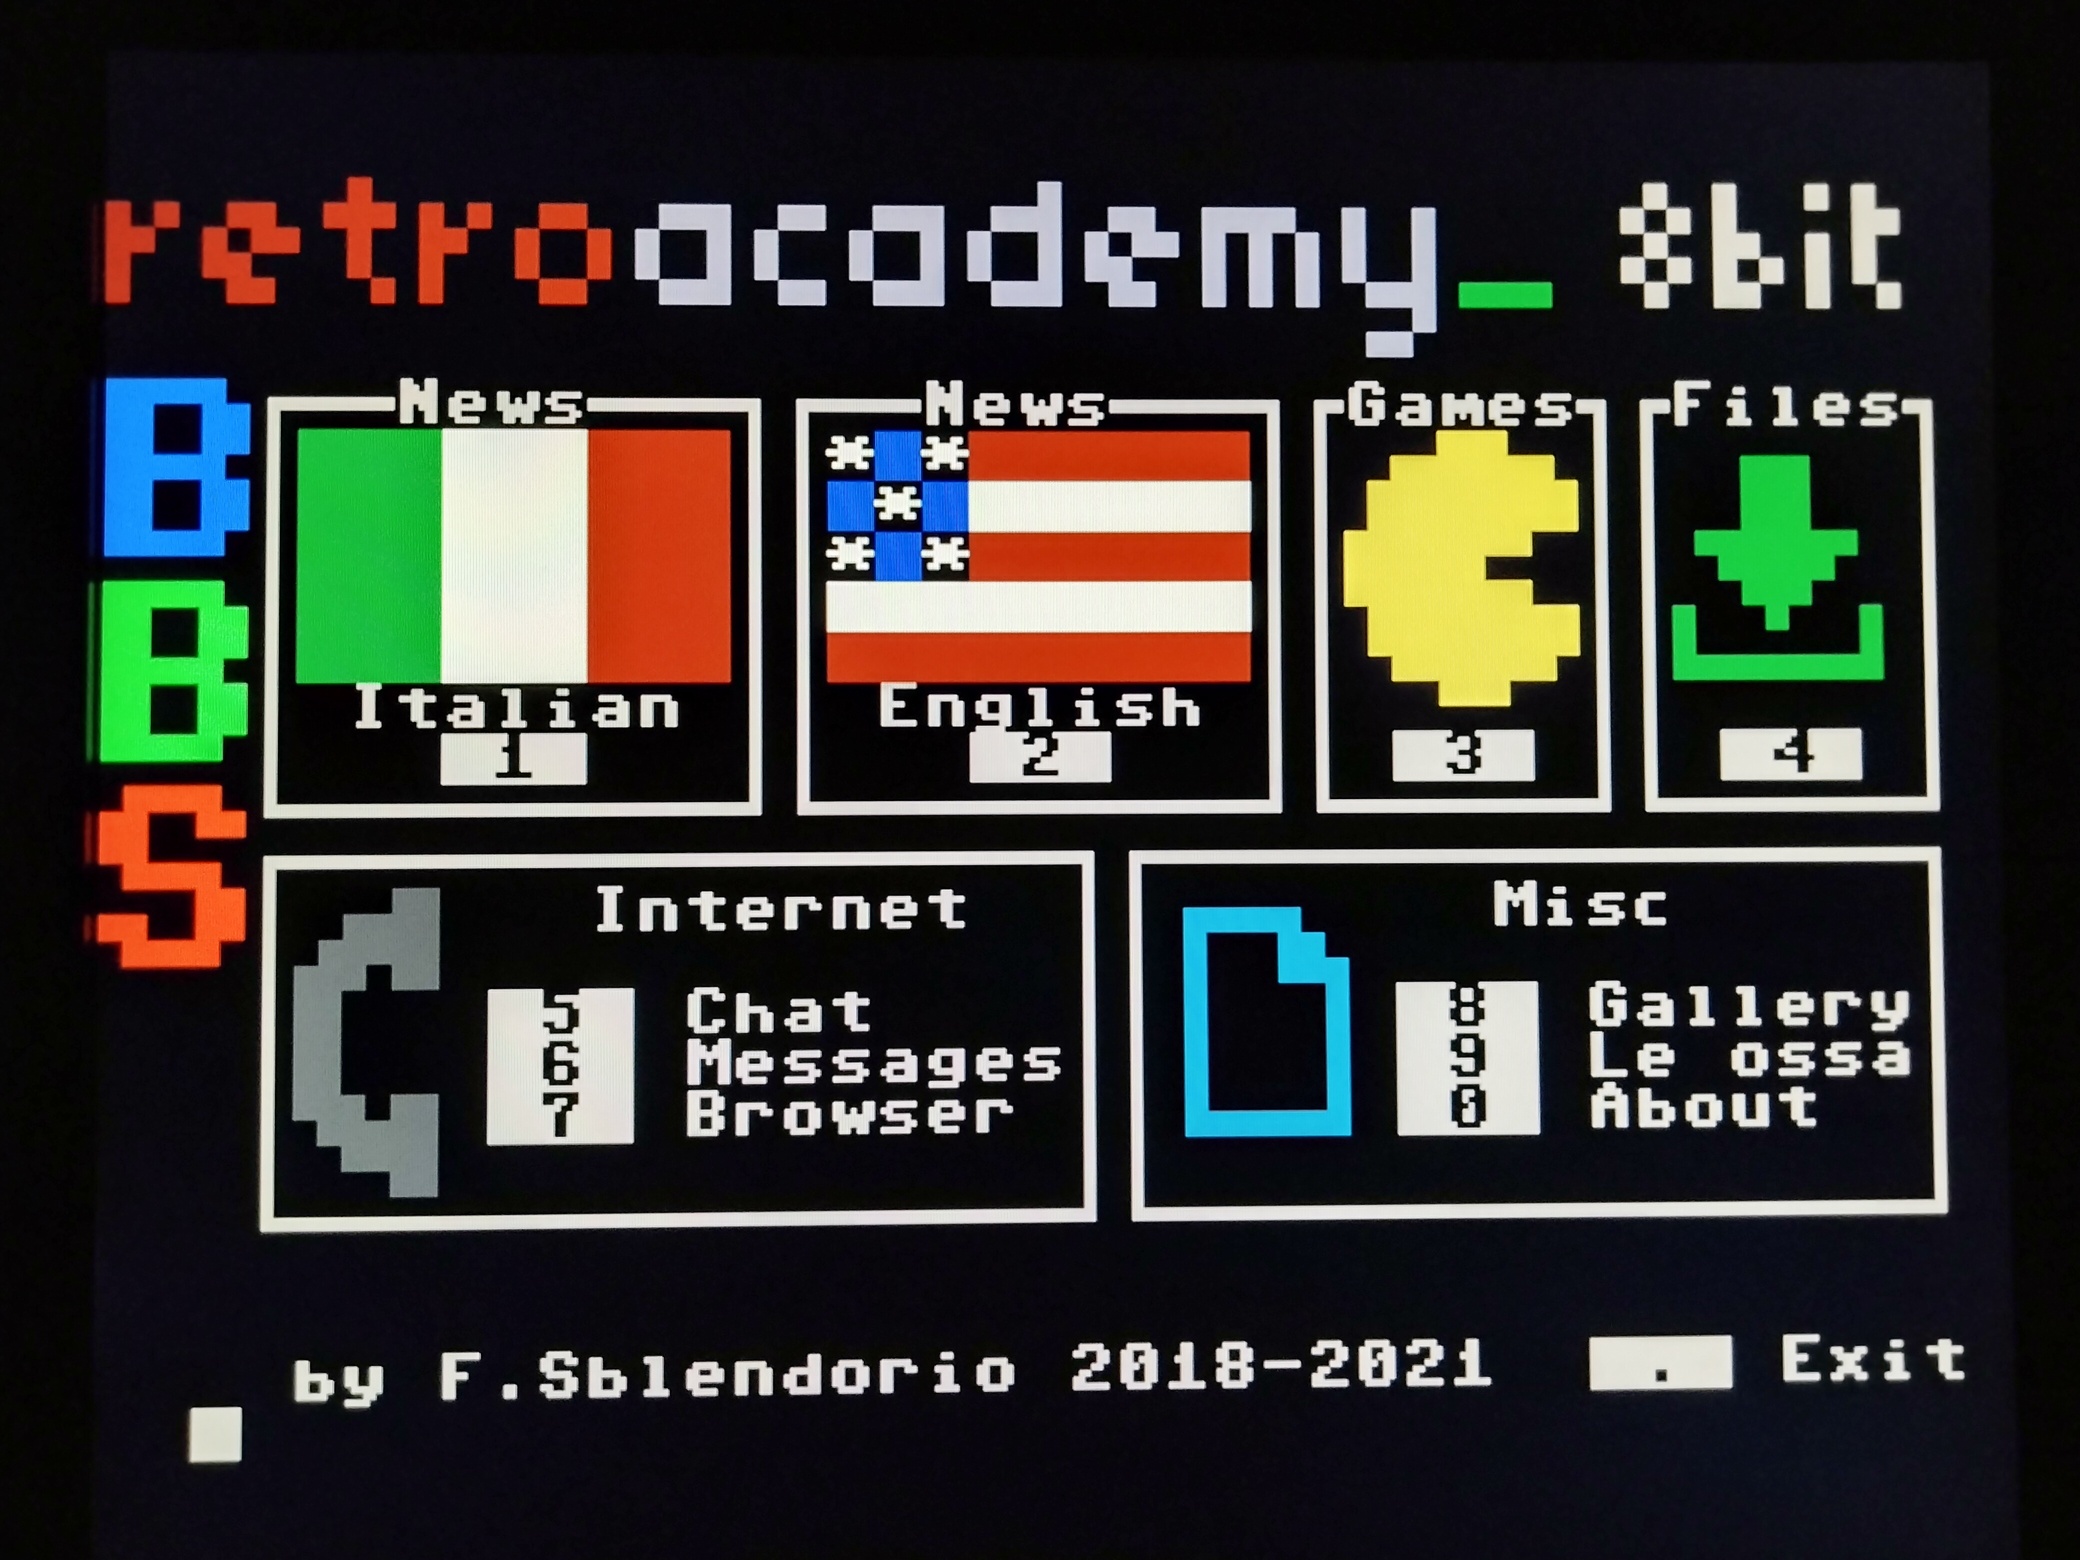 retroacademy_ 8bit
BBS
News
Italian
1
News
English
2
Games
3
Files
4
Internet
5 Chat
6 Messages
7 Browser
Misc
8 Gallery
9 Le ossa
0 About
by F.Sblendorio 2018-2021 . Exit